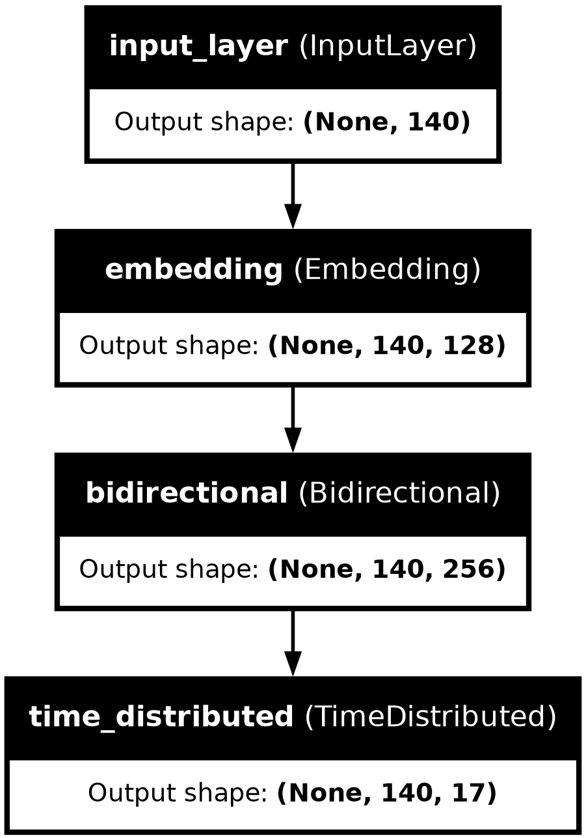 input_layer (InputLayer)
Output shape: (None, 140)
embedding (Embedding)
Output shape: (None, 140, 128)
bidirectional (Bidirectional)
Output shape: (None, 140, 256)
time_distributed (TimeDistributed)
Output shape: (None, 140, 17)